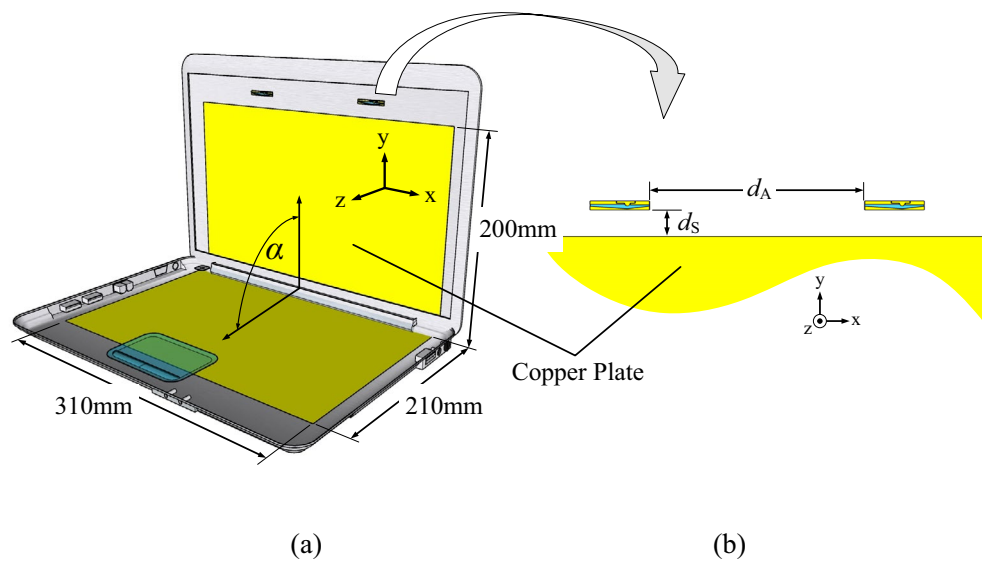 y
x
z
α
200mm
310mm
210mm
Copper Plate
(a)
d_A
d_S
y
z
x
(b)